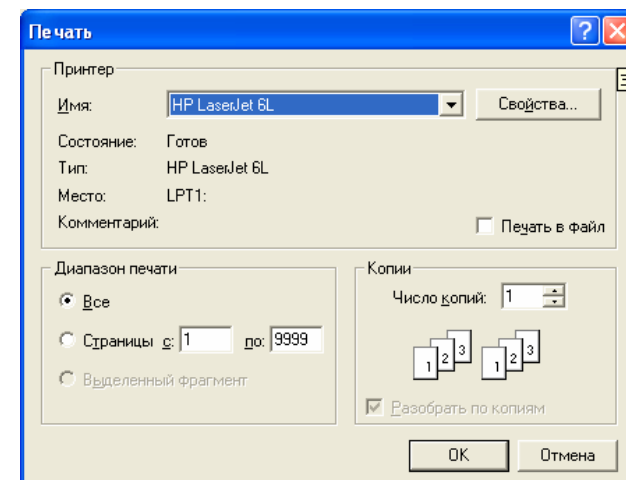 Печать
Принтер
Имя: HP LaserJet 6L Свойства...
Состояние: Готов
Тип: HP LaserJet 6L
Место: LPT1:
Комментарий:
Печать в файл
Диапазон печати
Все
Страницы с: 1 по: 9999
Выделенный фрагмент
Копии
Число копий: 1
1 2 3 1 2 3
Разобрать по копиям
OK Отмена